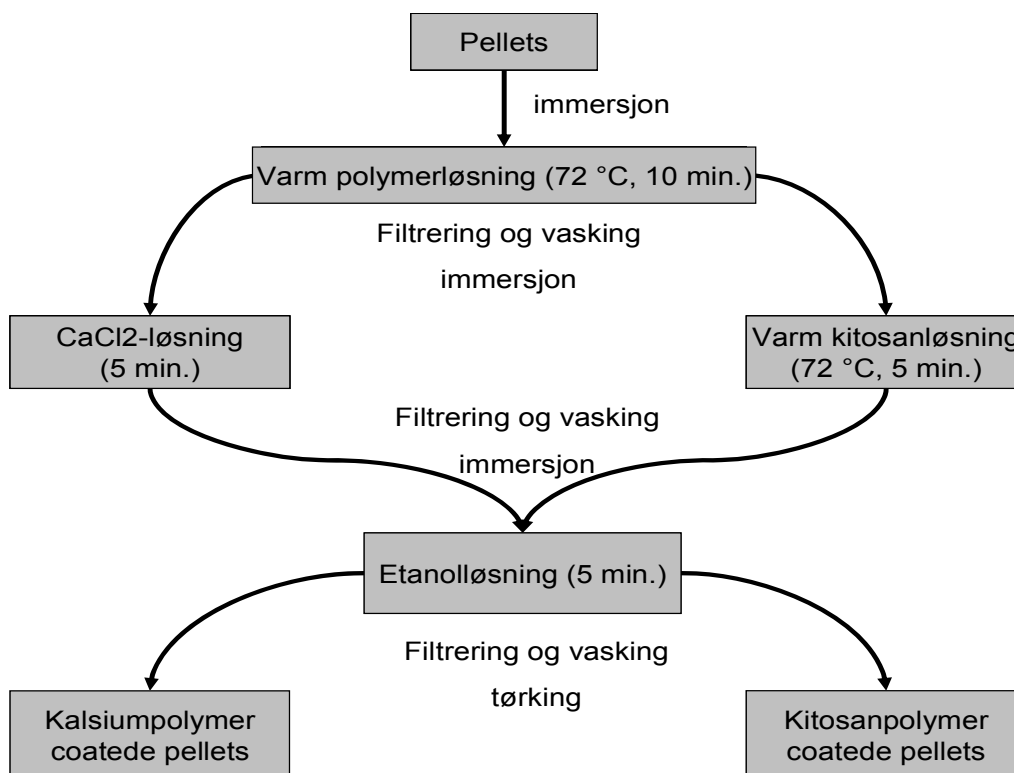 Pellets
immersjon
Varm polymerløsning (72 °C, 10 min.)
Filtrering og vasking
immersjon
CaCl2-løsning
(5 min.)
Varm kitosanløsning
(72 °C, 5 min.)
Filtrering og vasking
immersjon
Etanolløsning (5 min.)
Filtrering og vasking
tørking
Kalsiumpolymer
coatede pellets
Kitosanpolymer
coatede pellets